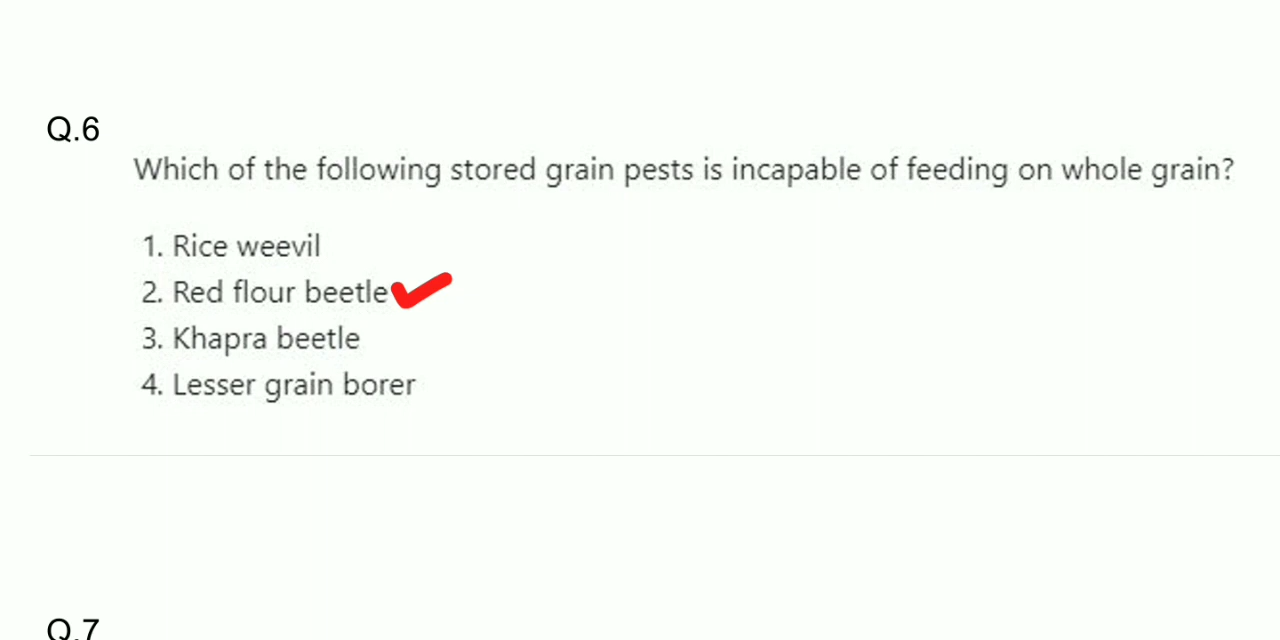 Q.6
Which of the following stored grain pests is incapable of feeding on whole grain?
1. Rice weevil
2. Red flour beetle
3. Khapra beetle
4. Lesser grain borer
Q.7